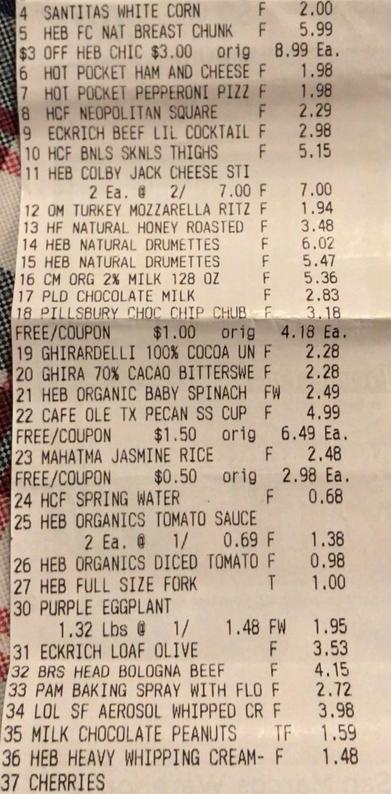 4 SANTITAS WHITE CORN F 2.00
5 HEB FC NAT BREAST CHUNK F 5.99
$3 OFF HEB CHIC $3.00 orig 8.99 Ea.
6 HOT POCKET HAM AND CHEESE F 1.98
7 HOT POCKET PEPPERONI PIZZ F 1.98
8 HCF NEOPOLITAN SQUARE F 2.29
9 ECKRICH BEEF LIL COCKTAIL F 2.98
10 HCF BNLS SKNLS THIGHS F 5.15
11 HEB COLBY JACK CHEESE STI
2 Ea. @ 2/ 7.00 F 7.00
12 OM TURKEY MOZZARELLA RITZ F 1.94
13 HF NATURAL HONEY ROASTED F 3.48
14 HEB NATURAL DRUMETTES F 6.02
15 HEB NATURAL DRUMETTES F 5.47
16 CM ORG 2% MILK 128 OZ F 5.36
17 PLD CHOCOLATE MILK F 2.83
18 PILLSBURY CHOC CHIP CHUB F 3.18
FREE/COUPON $1.00 orig 4.18 Ea.
19 GHIRARDELLI 100% COCOA UN F 2.28
20 GHIRA 70% CACAO BITTERSWE F 2.28
21 HEB ORGANIC BABY SPINACH FW 2.49
22 CAFE OLE TX PECAN SS CUP F 4.99
FREE/COUPON $1.50 orig 6.49 Ea.
23 MAHATMA JASMINE RICE F 2.48
FREE/COUPON $0.50 orig 2.98 Ea.
24 HCF SPRING WATER F 0.68
25 HEB ORGANICS TOMATO SAUCE
2 Ea. @ 1/ 0.69 F 1.38
26 HEB ORGANICS DICED TOMATO F 0.98
27 HEB FULL SIZE FORK T 1.00
30 PURPLE EGGPLANT
1.32 Lbs @ 1/ 1.48 FW 1.95
31 ECKRICH LOAF OLIVE F 3.53
32 BRS HEAD BOLOGNA BEEF F 4.15
33 PAM BAKING SPRAY WITH FLO F 2.72
34 LOL SF AEROSOL WHIPPED CR F 3.98
35 MILK CHOCOLATE PEANUTS TF 1.59
36 HEB HEAVY WHIPPING CREAM- F 1.48
37 CHERRIES